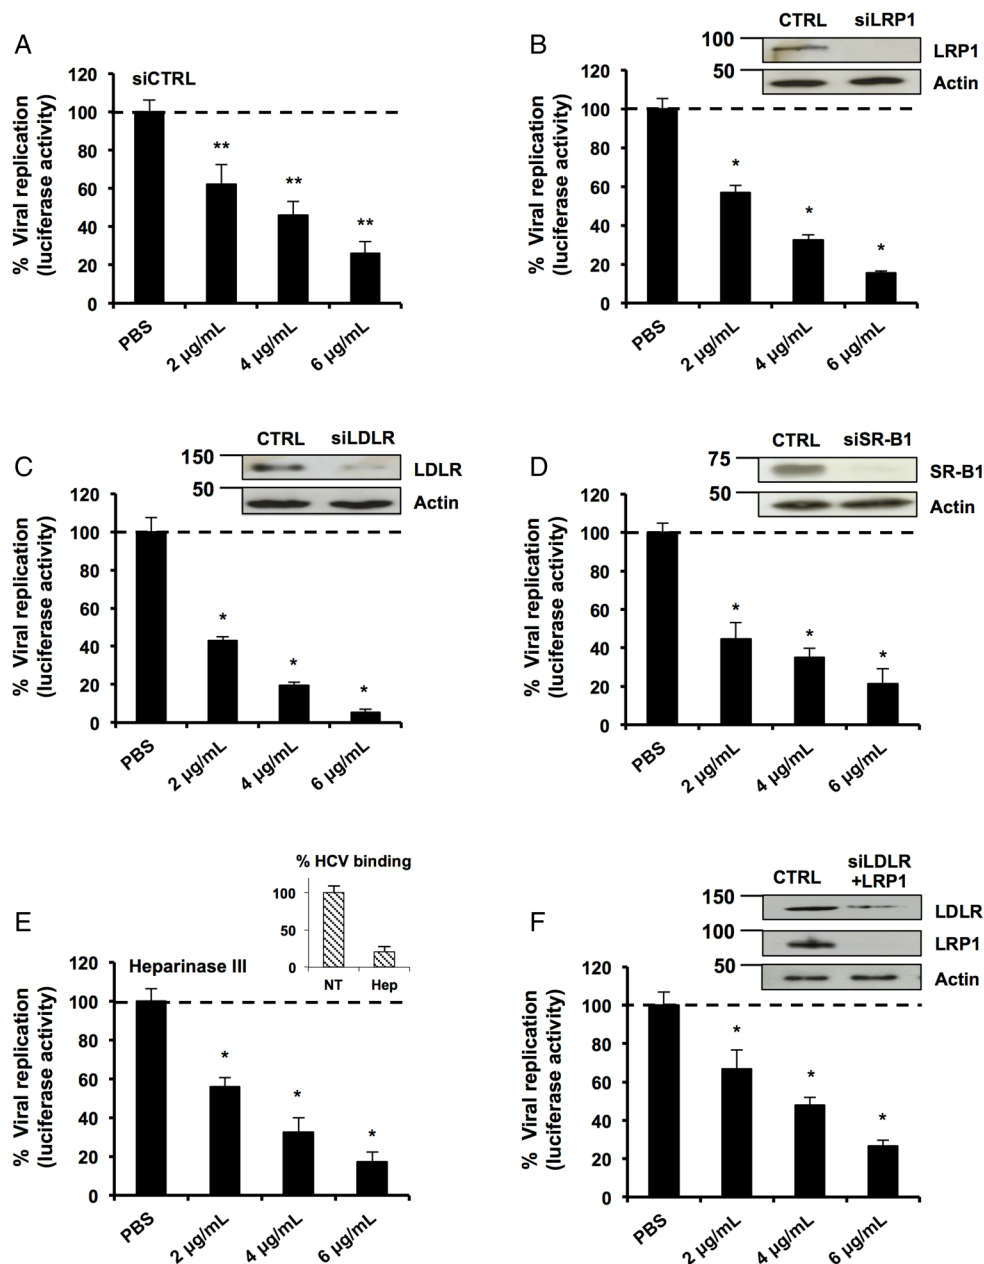 A
siCTRL
% Viral replication
(luciferase activity)
120
100
80
60
40
20
0
**
**
**
PBS
2 µg/mL
4 µg/mL
6 µg/mL
B
CTRL
siLRP1
100
LRP1
50
Actin
% Viral replication
(luciferase activity)
120
100
80
60
40
20
0
*
*
*
PBS
2 µg/mL
4 µg/mL
6 µg/mL
C
CTRL
siLDLR
150
LDLR
50
Actin
% Viral replication
(luciferase activity)
120
100
80
60
40
20
0
*
*
*
PBS
2 µg/mL
4 µg/mL
6 µg/mL
D
CTRL
siSR-B1
75
SR-B1
50
Actin
% Viral replication
(luciferase activity)
120
100
80
60
40
20
0
*
*
*
PBS
2 µg/mL
4 µg/mL
6 µg/mL
E
% HCV binding
100
50
0
NT
Hep
Heparinase III
% Viral replication
(luciferase activity)
120
100
80
60
40
20
0
*
*
*
PBS
2 µg/mL
4 µg/mL
6 µg/mL
F
CTRL
siLDLR
+LRP1
150
LDLR
100
LRP1
50
Actin
% Viral replication
(luciferase activity)
120
100
80
60
40
20
0
*
*
*
PBS
2 µg/mL
4 µg/mL
6 µg/mL